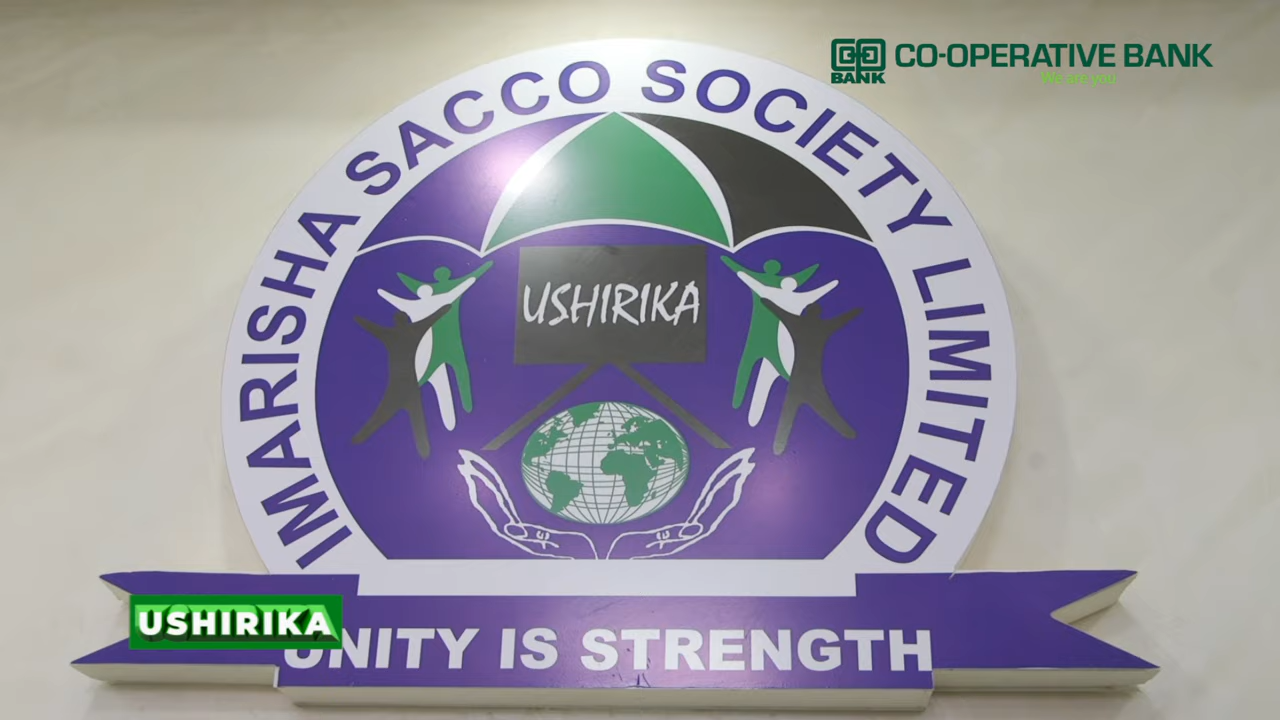 CO-OPERATIVE BANK
BANK
We are you
IMARISHA SACCO SOCIETY LIMITED
USHIRIKA
USHIRIKA
UNITY IS STRENGTH